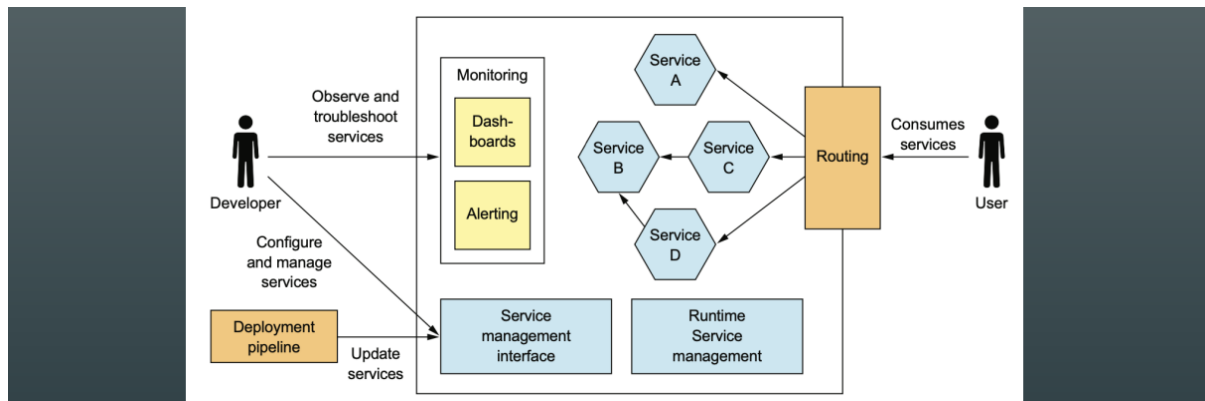 Observe and
troubleshoot
services
Developer
Configure
and manage
services
Deployment
pipeline
Update
services
Monitoring
Dash-
boards
Alerting
Service
A
Service
B
Service
C
Service
D
Routing
Consumes
services
User
Service
management
interface
Runtime
Service
management